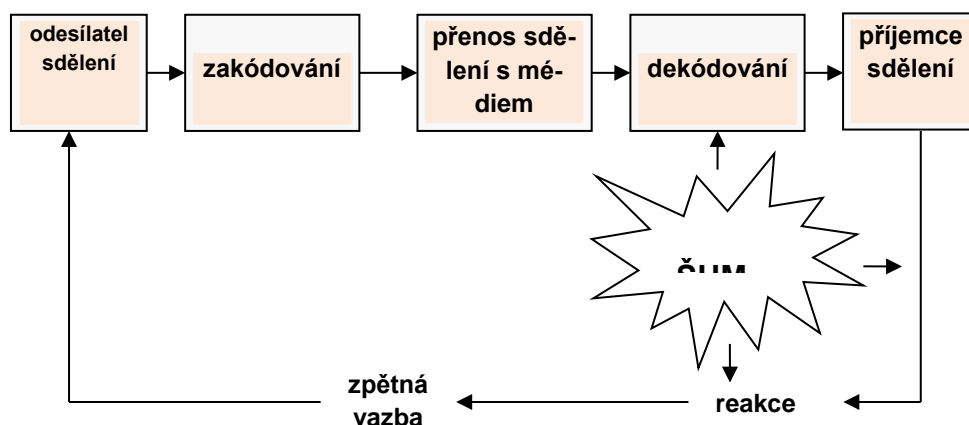 odesílatel
sdělení
zakódování
přenos sdě-
lení s mé-
diem
dekódování
příjemce
sdělení
ŠUM
zpětná
vazba
reakce